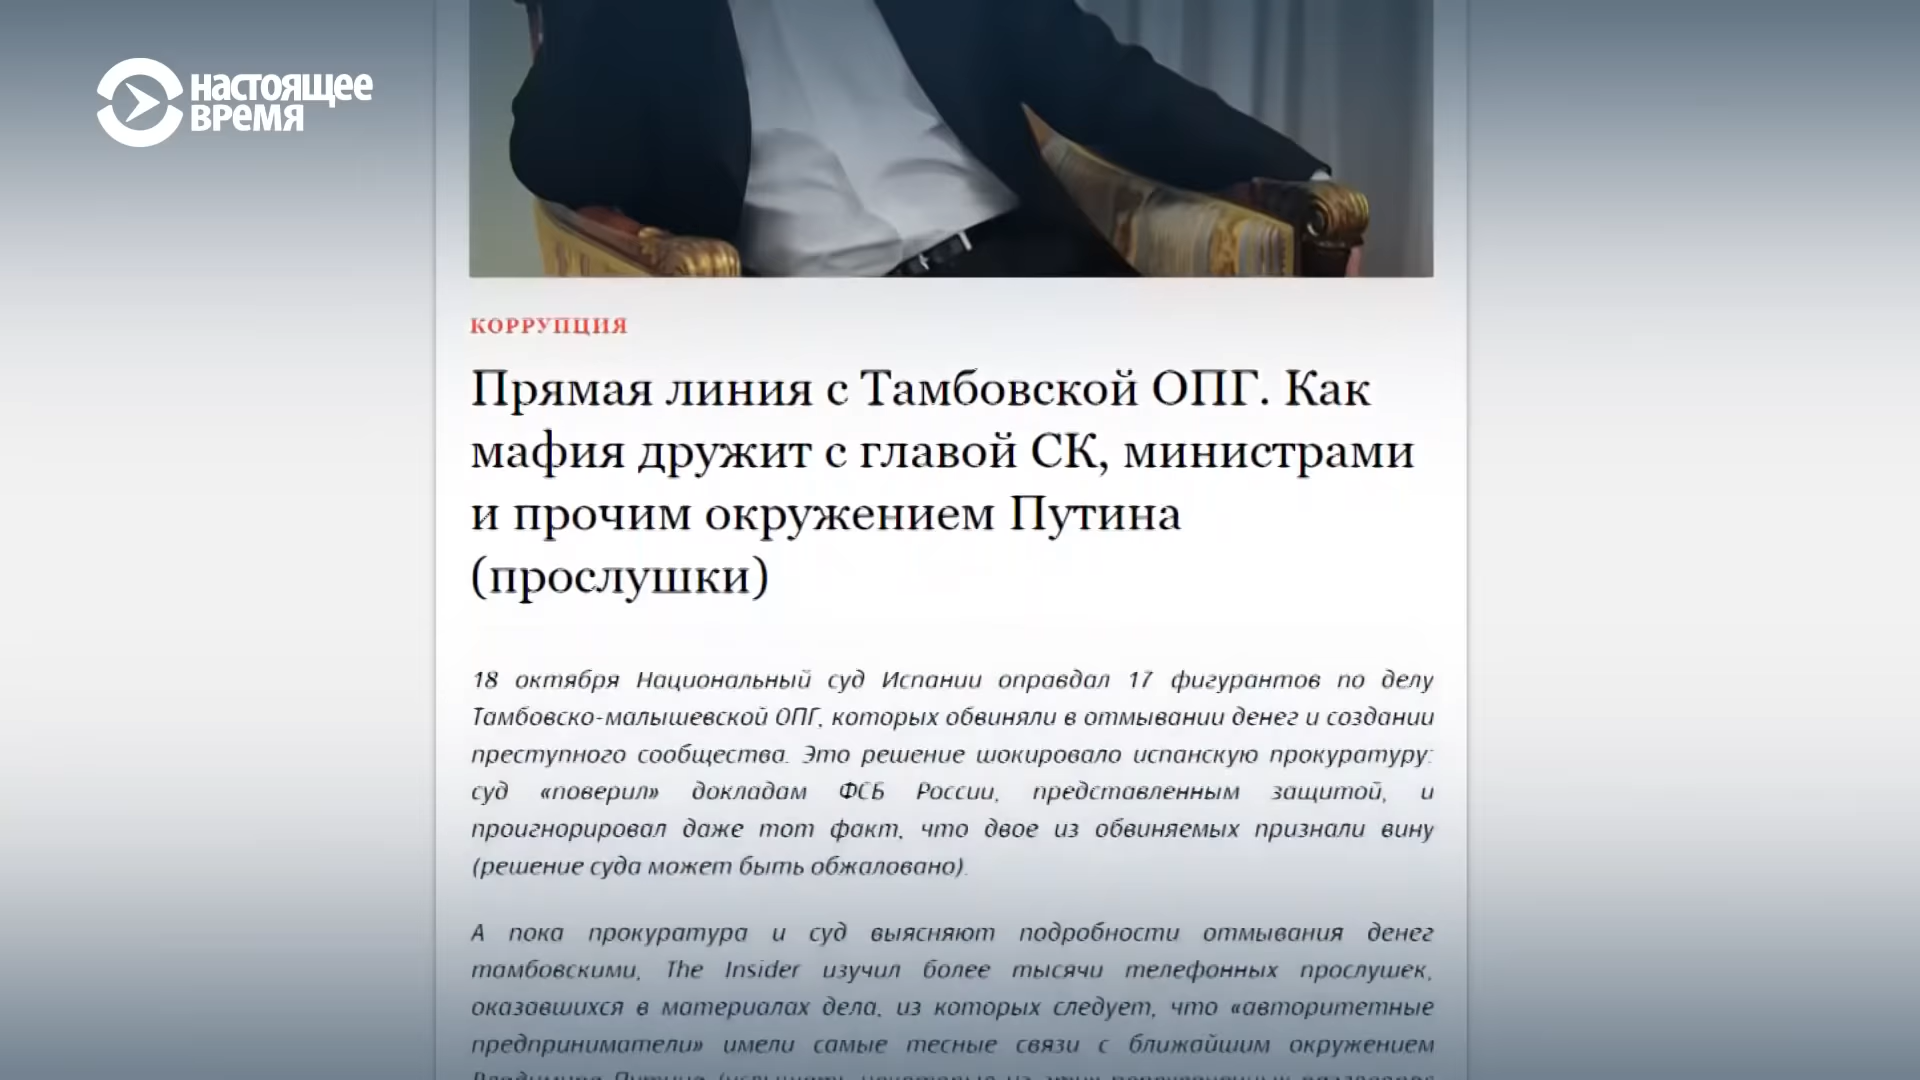 НАСТОЯЩЕЕ
ВРЕМЯ
КОРРУПЦИЯ
Прямая линия с Тамбовской ОПГ. Как
мафия дружит с главой СК, министрами
и прочим окружением Путина
(прослушки)
18 октября Национальный суд Испании оправдал 17 фигурантов по делу
Тамбовско-малышевской ОПГ, которых обвиняли в отмывании денег и создании
преступного сообщества. Это решение шокировало испанскую прокуратуру:
суд «поверил» докладам ФСБ России, представленным защитой, и
проигнорировал даже тот факт, что двое из обвиняемых признали вину
(решение суда может быть обжаловано).
А пока прокуратура и суд выясняют подробности отмывания денег
тамбовскими, The Insider изучил более тысячи телефонных прослушек,
оказавшихся в материалах дела, из которых следует, что «авторитетные
предприниматели» имели самые тесные связи с ближайшим окружением